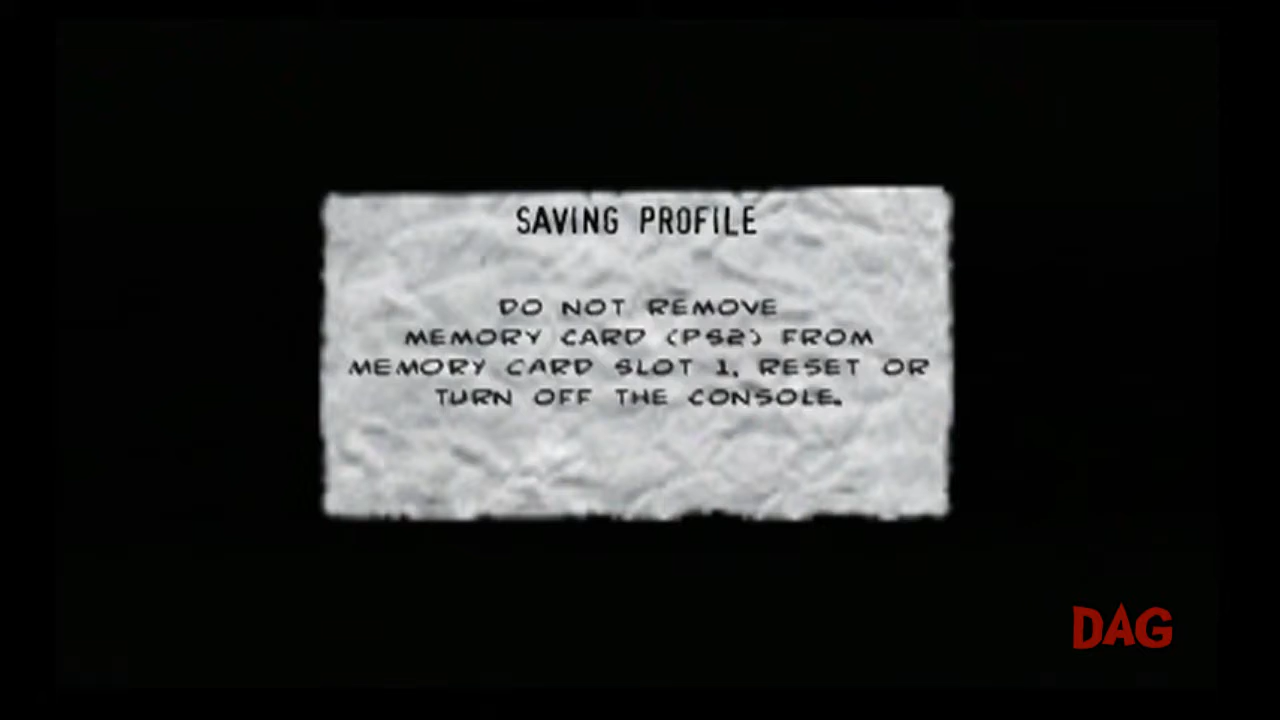 SAVING PROFILE
DO NOT REMOVE
MEMORY CARD (PS2) FROM
MEMORY CARD SLOT 1, RESET OR
TURN OFF THE CONSOLE.
DAG